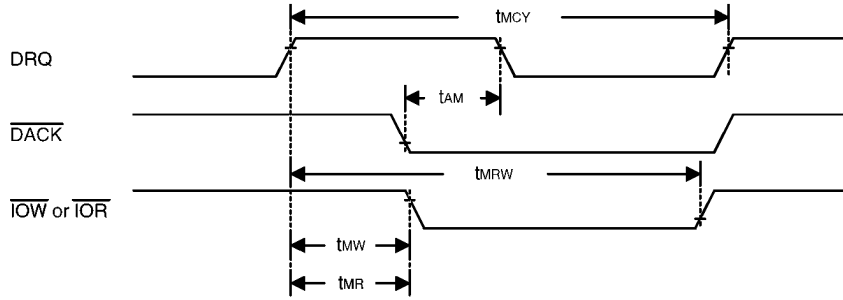 tMCY
DRQ
tAM
DACK
tMRW
IOW or IOR
tMW
tMR